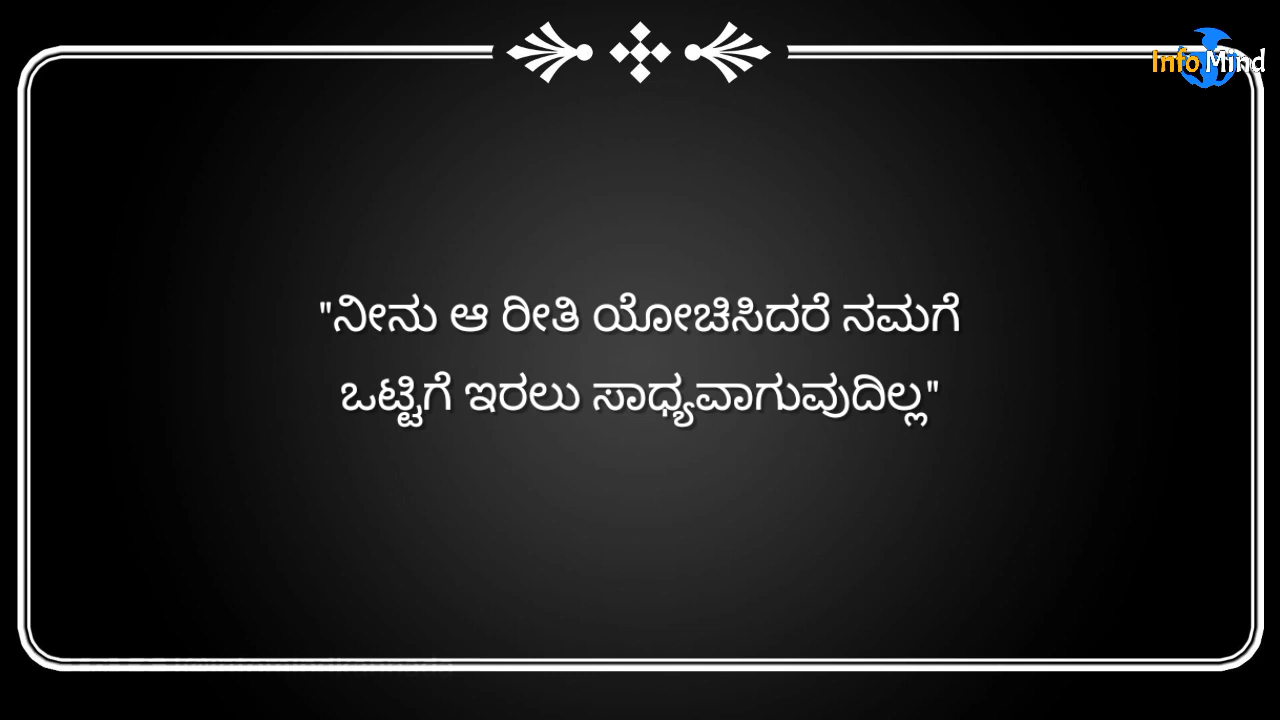 Info Mind
"ನೀನು ಆ ರೀತಿ ಯೋಚಿಸಿದರೆ ನಮಗೆ
ಒಟ್ಟಿಗೆ ಇರಲು ಸಾಧ್ಯವಾಗುವುದಿಲ್ಲ"